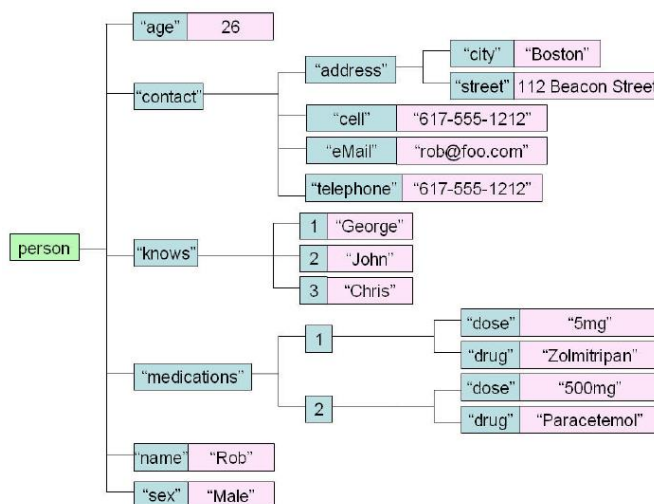 “age” 26
“city” “Boston”
“address”
“street” 112 Beacon Street
“contact”
“cell” “617-555-1212”
“eMail” “rob@foo.com”
“telephone” “617-555-1212”
person
“knows”
1 “George”
2 “John”
3 “Chris”
“medications”
1
“dose” “5mg”
“drug” “Zolmitripan”
2
“dose” “500mg”
“drug” “Paracetemol”
“name” “Rob”
“sex” “Male”